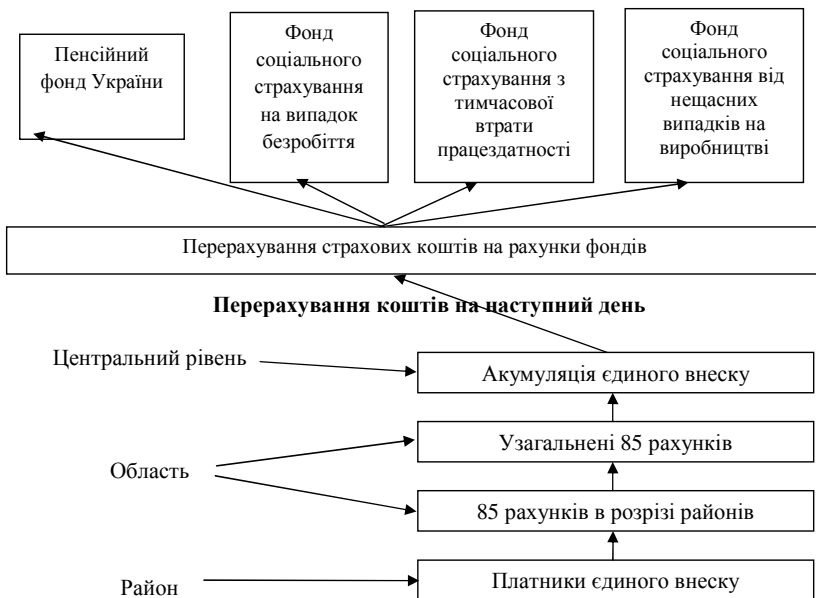 Пенсійний
фонд України
Фонд
соціального
страхування
на випадок
безробіття
Фонд
соціального
страхування з
тимчасової
втрати
працездатності
Фонд
соціального
страхування від
нещасних
випадків на
виробництві
Перерахування страхових коштів на рахунки фондів
Перерахування коштів на наступний день
Центральний рівень
Акумуляція єдиного внеску
Узагальнені 85 рахунків
Область
85 рахунків в розрізі районів
Платники єдиного внеску
Район